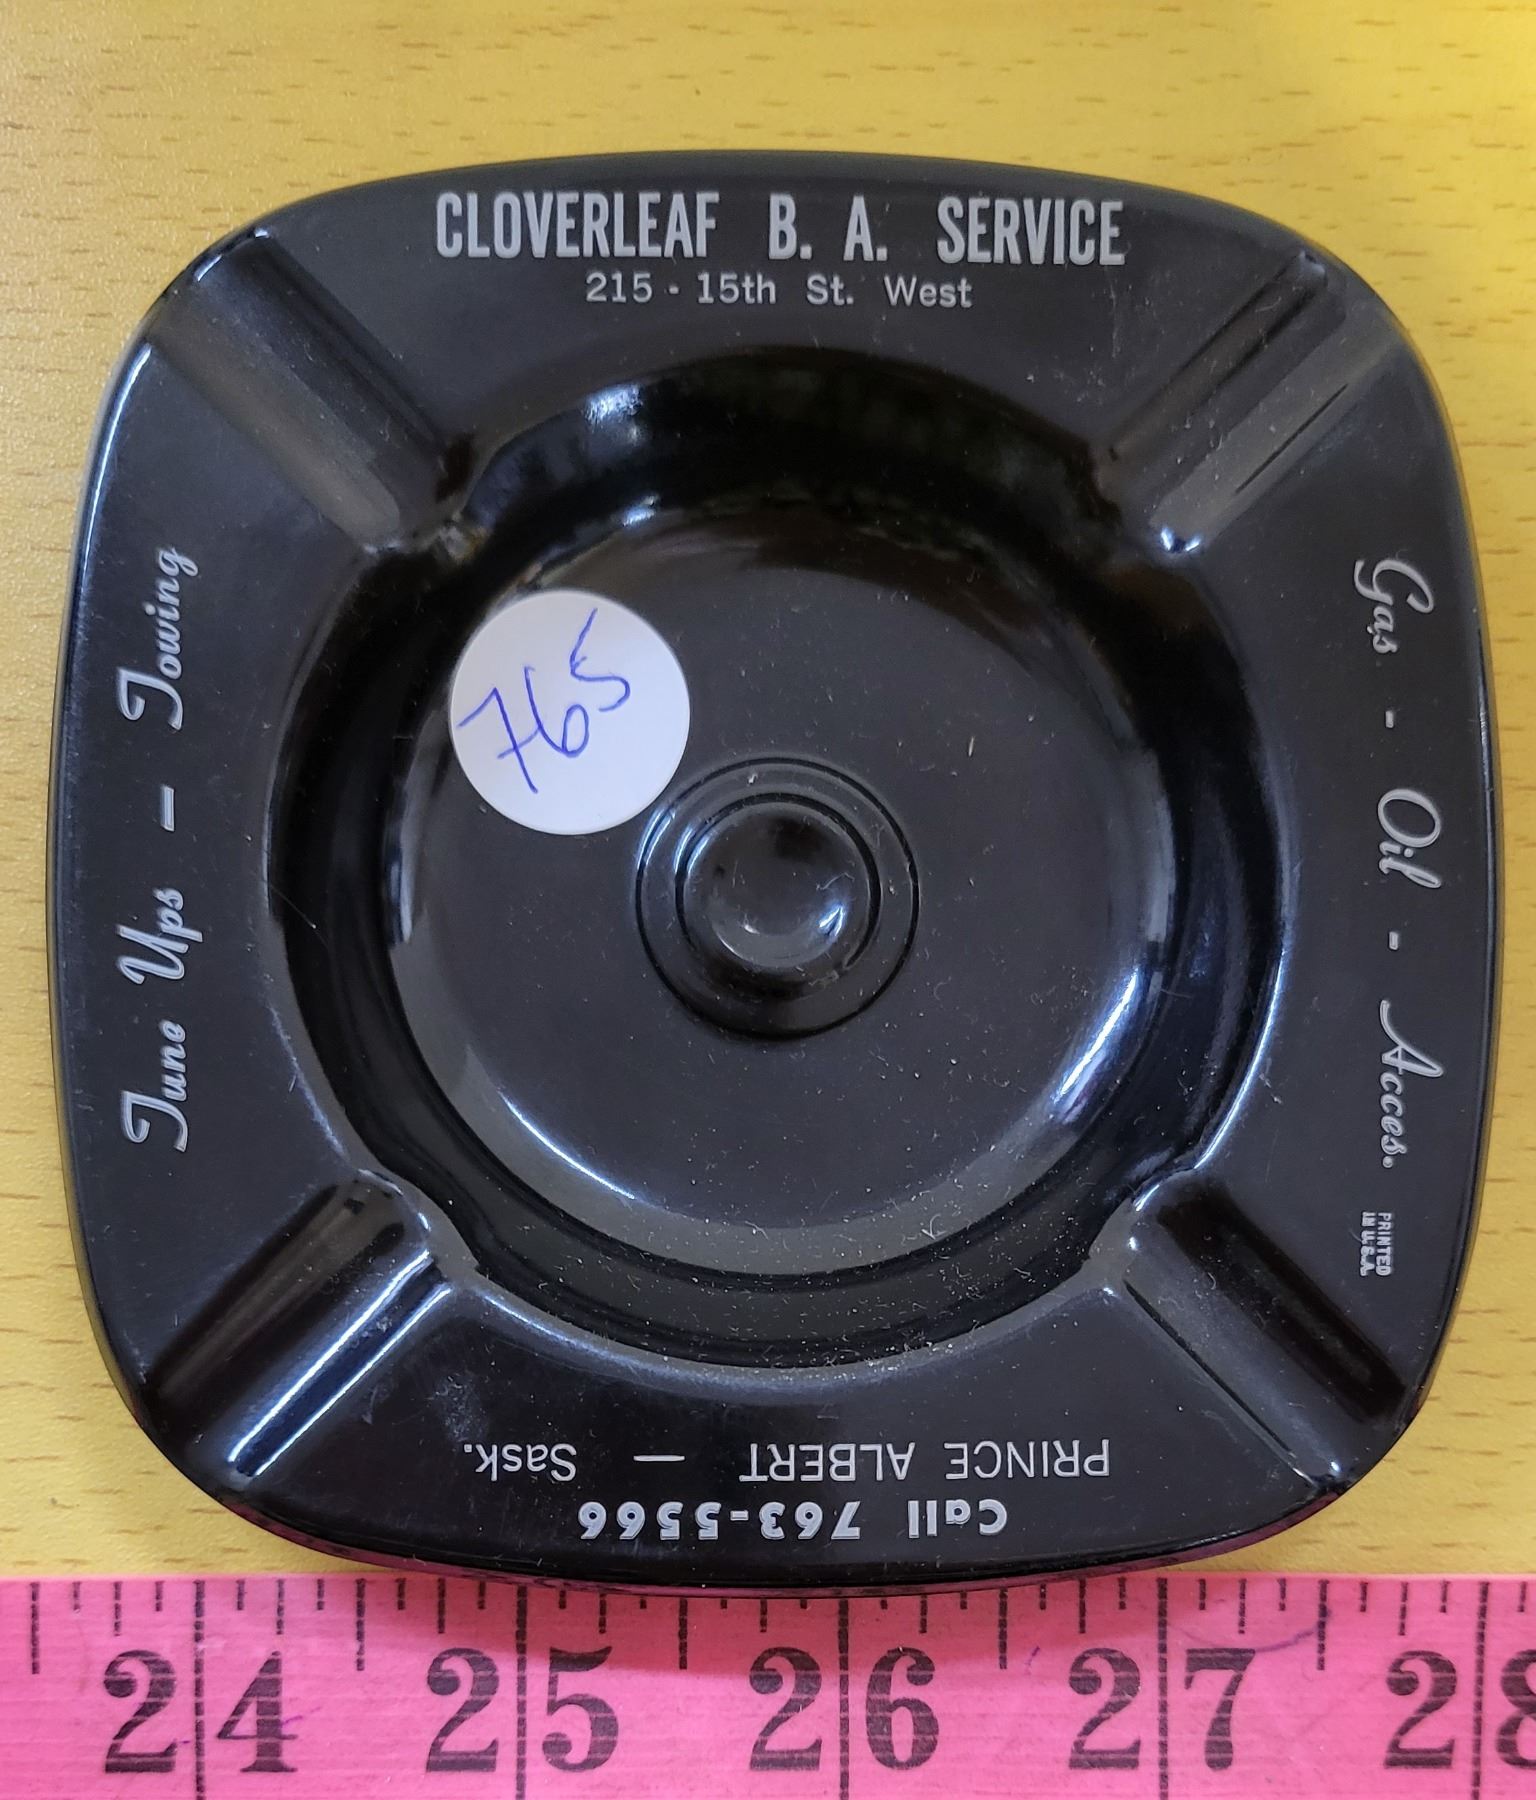 CLOVERLEAF B. A. SERVICE
215 - 15th St. West
Gas - Oil - Acces.
PRINTED
IN U.S.A.
PRINCE ALBERT — Sask.
Call 763-5566
Tune Ups — Towing
765
24 25 26 27 28